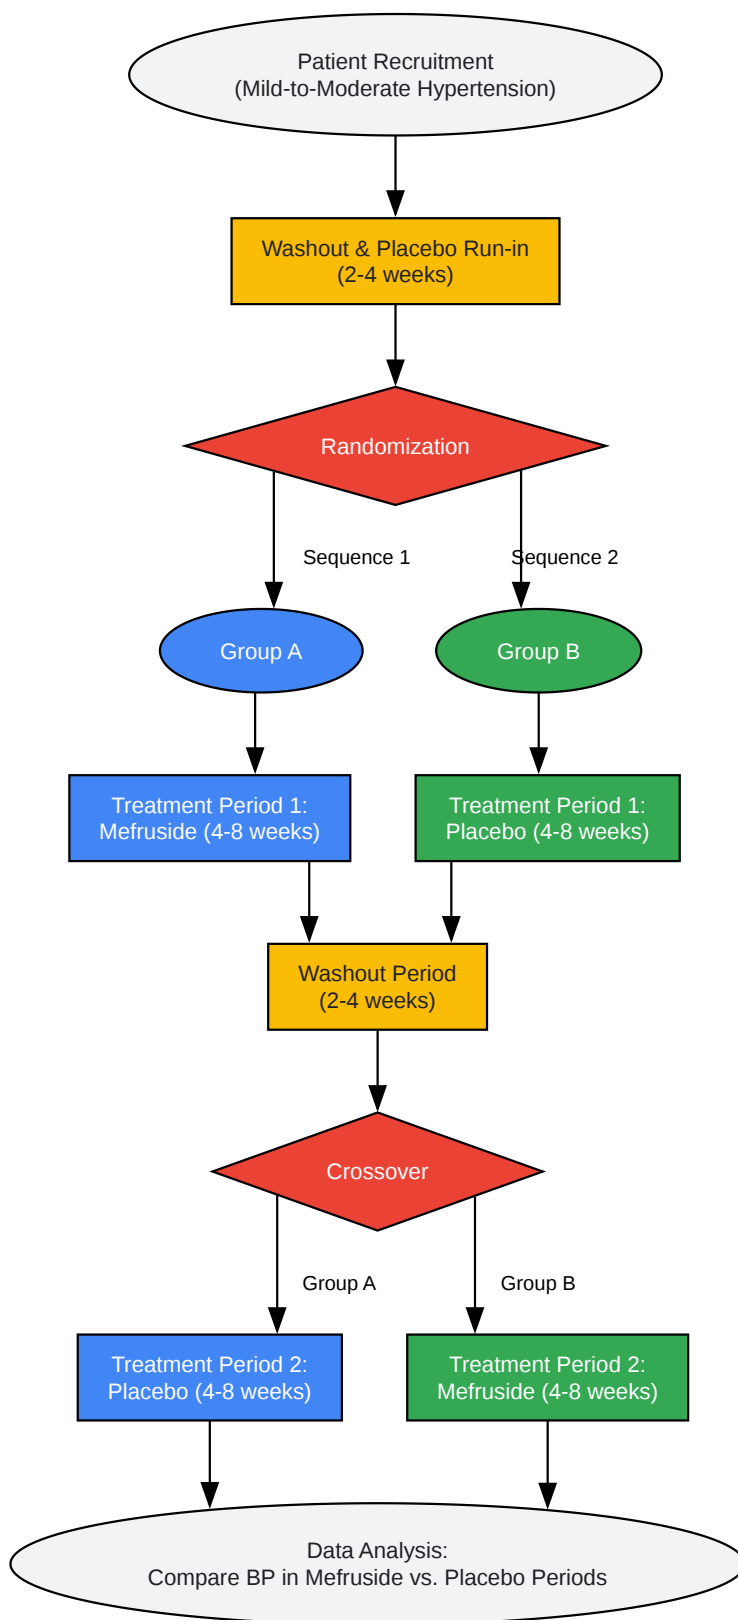 Patient Recruitment
(Mild-to-Moderate Hypertension)
Washout & Placebo Run-in
(2-4 weeks)
Randomization
Sequence 1
Sequence 2
Group A
Group B
Treatment Period 1:
Mefruside (4-8 weeks)
Treatment Period 1:
Placebo (4-8 weeks)
Washout Period
(2-4 weeks)
Crossover
Group A
Group B
Treatment Period 2:
Placebo (4-8 weeks)
Treatment Period 2:
Mefruside (4-8 weeks)
Data Analysis:
Compare BP in Mefruside vs. Placebo Periods